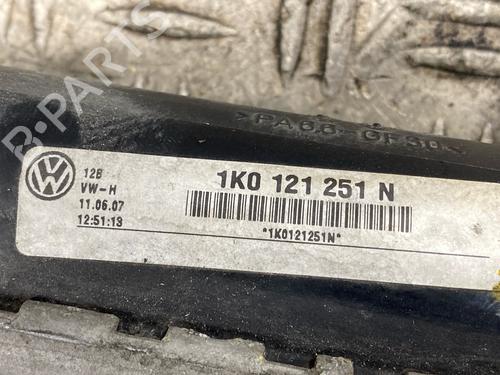 B-PARTS
>PA66-GF30<
12B
VW-H
11.06.07
12:51:13
1K0 121 251 N
*1K0121251N*